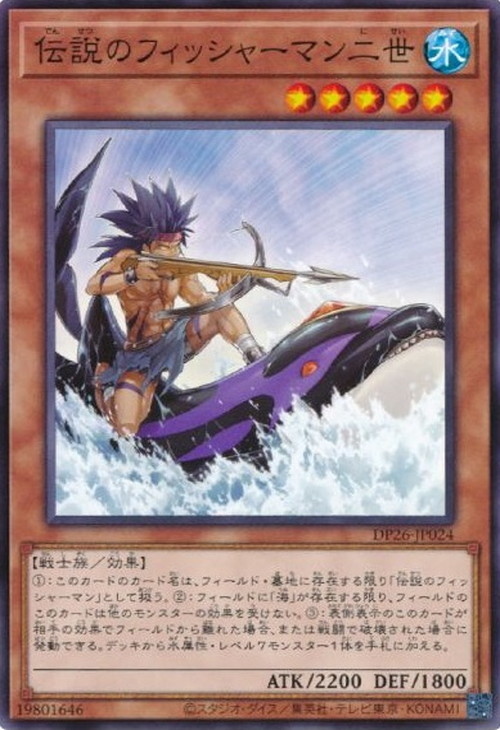 伝説のフィッシャーマン二世
水
DP26-JP024
【戦士族／効果】
①:このカードのカード名は、フィールド・墓地に存在する限り「伝説のフィッ
シャーマン」として扱う。②:フィールドに「海」が存在する限り、フィールドの
このカードは他のモンスターの効果を受けない。③:表側表示のこのカードが
相手の効果でフィールドから離れた場合、または戦闘で破壊された場合に
発動できる。デッキから水属性・レベル７モンスター１体を手札に加える。
ATK/2200 DEF/1800
19801646
©スタジオ・ダイス／集英社・テレビ東京・KONAMI